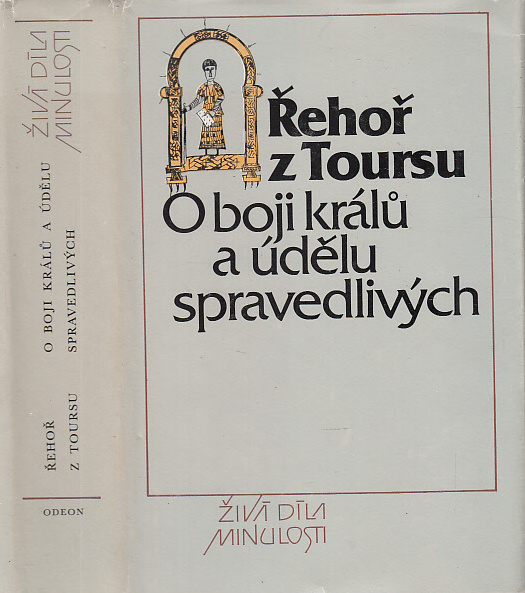 ŽIVÁ DÍLA
MINULOSTI
O BOJI KRÁLŮ A ÚDĚLU
SPRAVEDLIVÝCH
ŘEHOŘ
Z TOURSU
ODEON
Řehoř
z Toursu
O boji králů
a údělu
spravedlivých
ŽIVÁ DÍLA
MINULOSTI